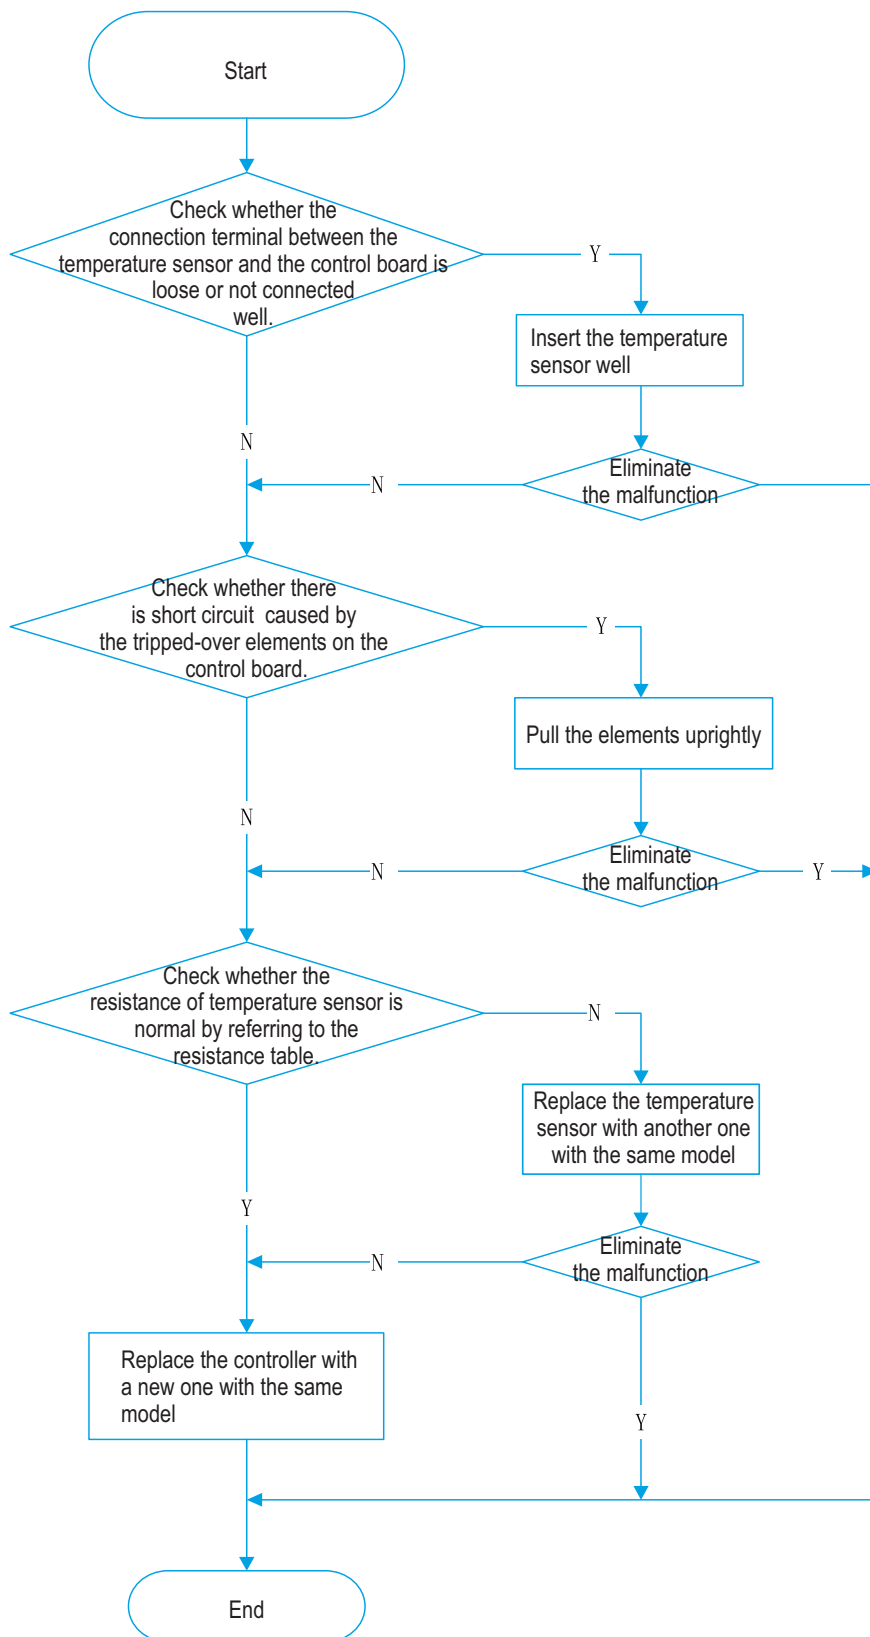 Start
Check whether the
connection terminal between the
temperature sensor and the control board is
loose or not connected
well.
Y
Insert the temperature
sensor well
N
Eliminate
the malfunction
N
Check whether there
is short circuit caused by
the tripped-over elements on the
control board.
Y
Pull the elements uprightly
N
Eliminate
the malfunction
N
Y
Check whether the
resistance of temperature sensor is
normal by referring to the
resistance table.
N
Replace the temperature
sensor with another one
with the same model
Y
Eliminate
the malfunction
N
Replace the controller with
a new one with the same
model
Y
End